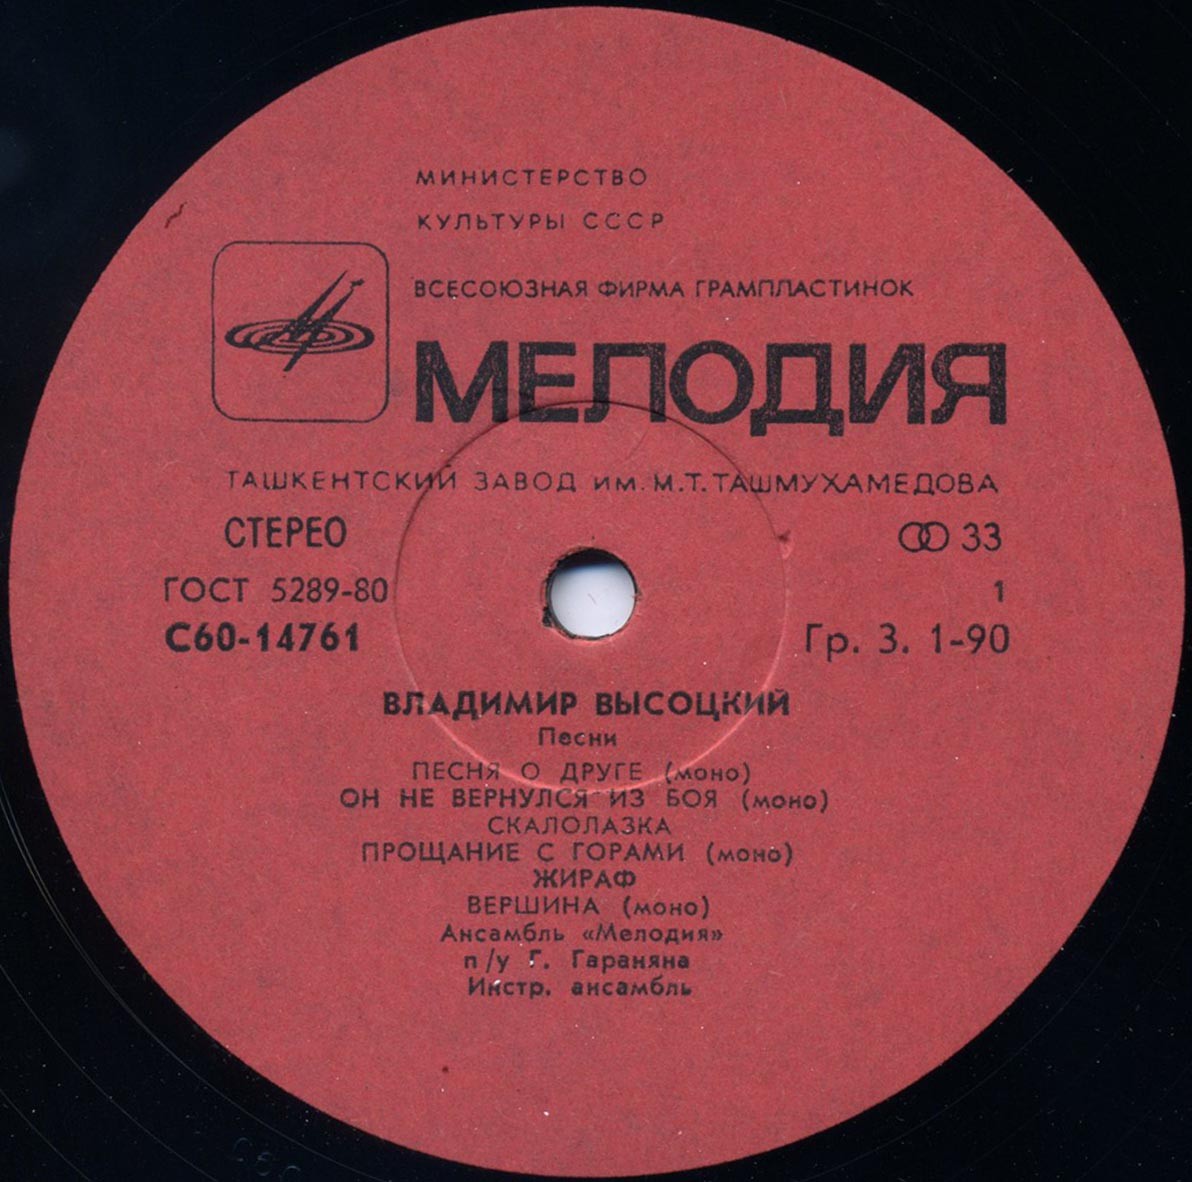 МИНИСТЕРСТВО
КУЛЬТУРЫ СССР
ВСЕСОЮЗНАЯ ФИРМА ГРАМПЛАСТИНОК
МЕЛОДИЯ
ТАШКЕНТСКИЙ ЗАВОД ИМ. М.Т. ТАШМУХАМЕДОВА
СТЕРЕО 33
ГОСТ 5289-80 1
С60-14761 Гр. 3. 1-90
ВЛАДИМИР ВЫСОЦКИЙ
Песни
ПЕСНЯ О ДРУГЕ (моно)
ОН НЕ ВЕРНУЛСЯ ИЗ БОЯ (моно)
СКАЛОЛАЗКА
ПРОЩАНИЕ С ГОРАМИ (моно)
ЖИРАФ
ВЕРШИНА (моно)
Ансамбль «Мелодия»
п/у Г. Гараняна
Инстр. ансамбль